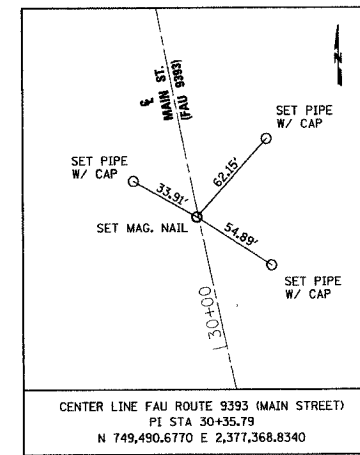 ℄
MAIN ST.
(FAU 9393)
N
SET PIPE
W/ CAP
SET PIPE
W/ CAP
62.15'
33.91'
SET MAG. NAIL
54.89'
SET PIPE
W/ CAP
30+00
CENTER LINE FAU ROUTE 9393 (MAIN STREET)
PI STA 30+35.79
N 749,490.6770 E 2,377,368.8340